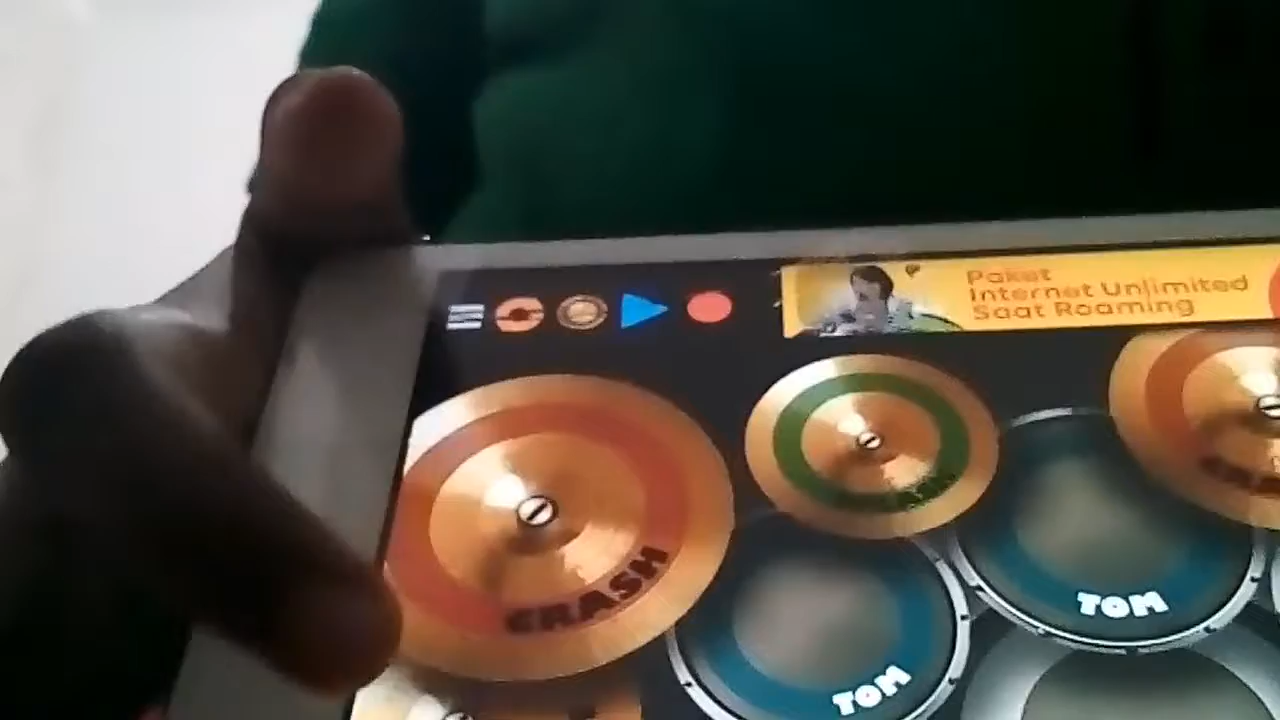 Paket
Internet Unlimited
Saat Roaming
CRASH
TOM
TOM